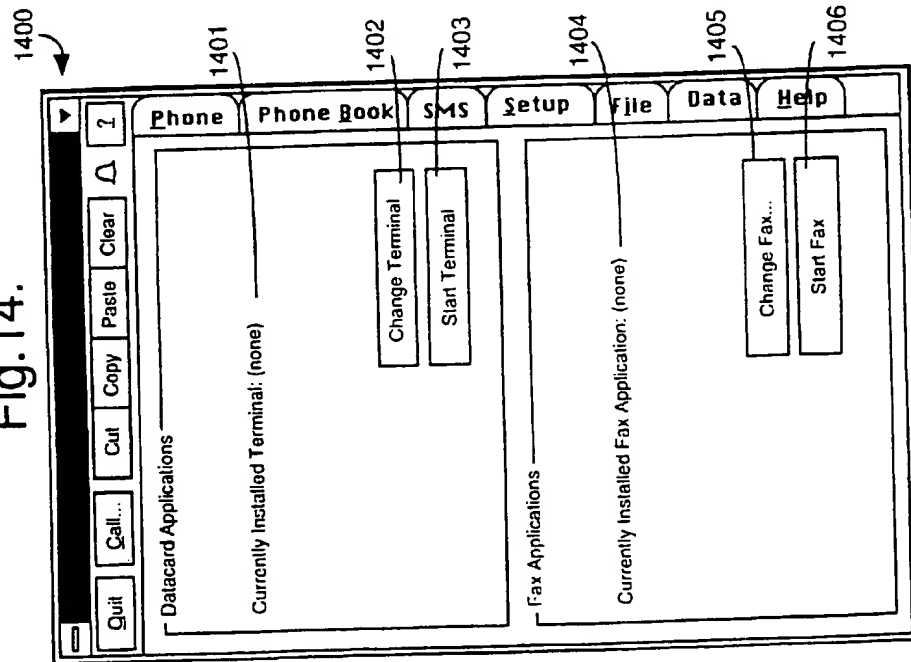 Fig.14.
1400
Quit Call... Cut Copy Paste Clear ?
Phone
Phone Book
SMS
Setup
File
Data
Help
Datacard Applications
Currently Installed Terminal: (none)
1401
Change Terminal
1402
Start Terminal
1403
Fax Applications
Currently Installed Fax Application: (none)
1404
Change Fax...
1405
Start Fax
1406